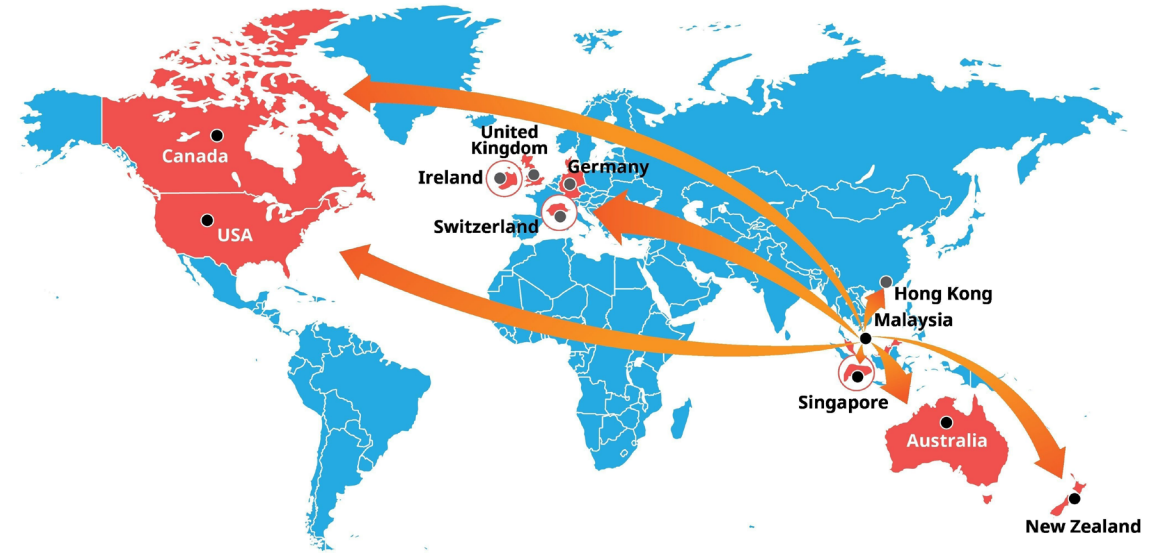 United
Kingdom
Germany
Canada
Ireland
USA
Switzerland
Hong Kong
Malaysia
Singapore
Australia
New Zealand